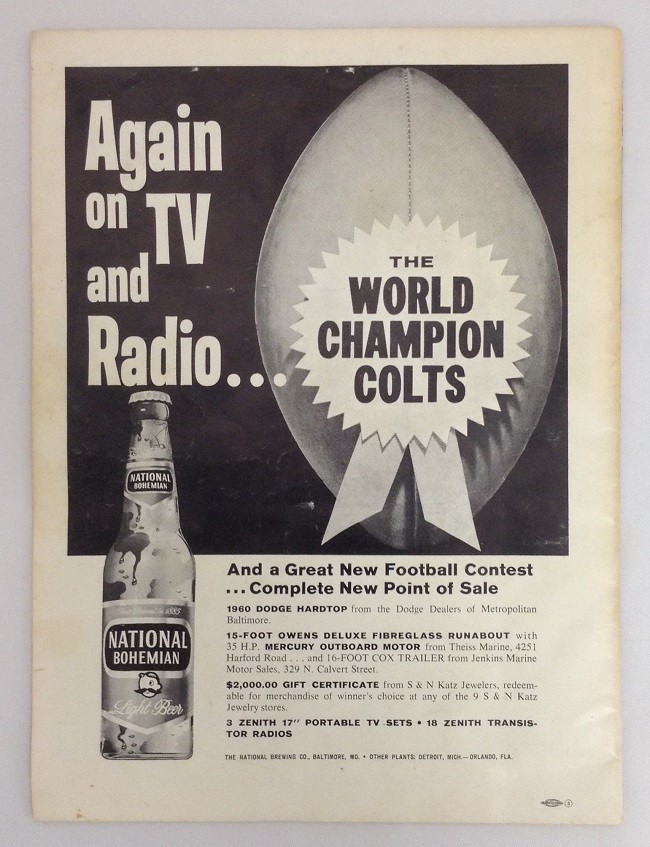 Again
on TV
and
Radio...
THE
WORLD
CHAMPION
COLTS
NATIONAL
BOHEMIAN
NATIONAL
BOHEMIAN
Light Beer
And a Great New Football Contest
...Complete New Point of Sale
1960 DODGE HARDTOP from the Dodge Dealers of Metropolitan
Baltimore.
15-FOOT OWENS DELUXE FIBREGLASS RUNABOUT with
35 H.P. MERCURY OUTBOARD MOTOR from Theiss Marine, 4251
Harford Road . . . and 16-FOOT COX TRAILER from Jenkins Marine
Motor Sales, 329 N. Calvert Street.
$2,000.00 GIFT CERTIFICATE from S & N Katz Jewelers, redeem-
able for merchandise of winner's choice at any of the 9 S & N Katz
Jewelry stores.
3 ZENITH 17" PORTABLE TV SETS • 18 ZENITH TRANSIS-
TOR RADIOS
THE NATIONAL BREWING CO., BALTIMORE, MD. • OTHER PLANTS: DETROIT, MICH.—ORLANDO, FLA.